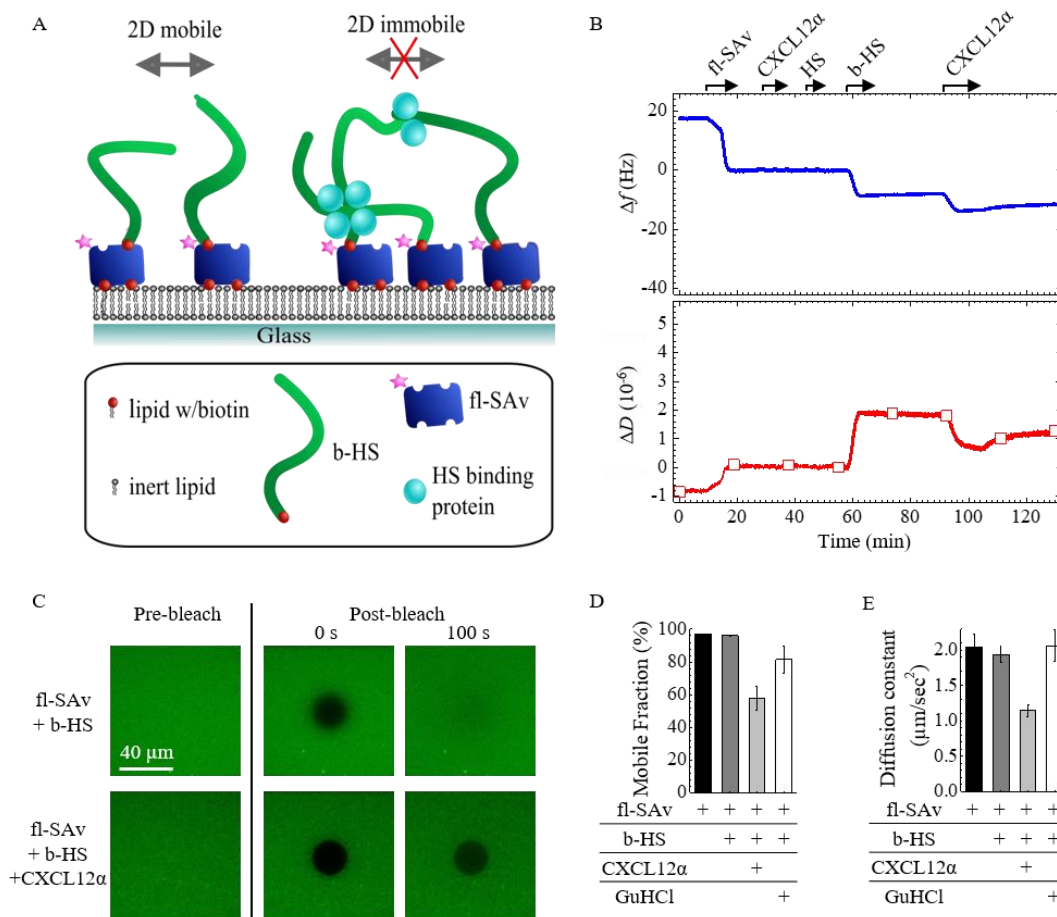 A
2D mobile
2D immobile
Glass
lipid w/biotin
inert lipid
b-HS
fl-SAv
HS binding
protein
B
fl-SAv
CXCL12α
HS
b-HS
CXCL12α
20
0
-20
-40
Δf (Hz)
5
4
3
2
1
0
-1
ΔD (10-6)
0 20 40 60 80 100 120
Time (min)
C
Pre-bleach
Post-bleach
0 s
100 s
fl-SAv
+ b-HS
40 µm
fl-SAv
+ b-HS
+CXCL12α
D
100
80
60
40
20
0
Mobile Fraction (%)
fl-SAv + + + +
b-HS + + +
CXCL12α +
GuHCl +
E
2.0
1.5
1.0
0.5
0.0
Diffusion constant
(µm/sec2)
fl-SAv + + + +
b-HS + + +
CXCL12α +
GuHCl +